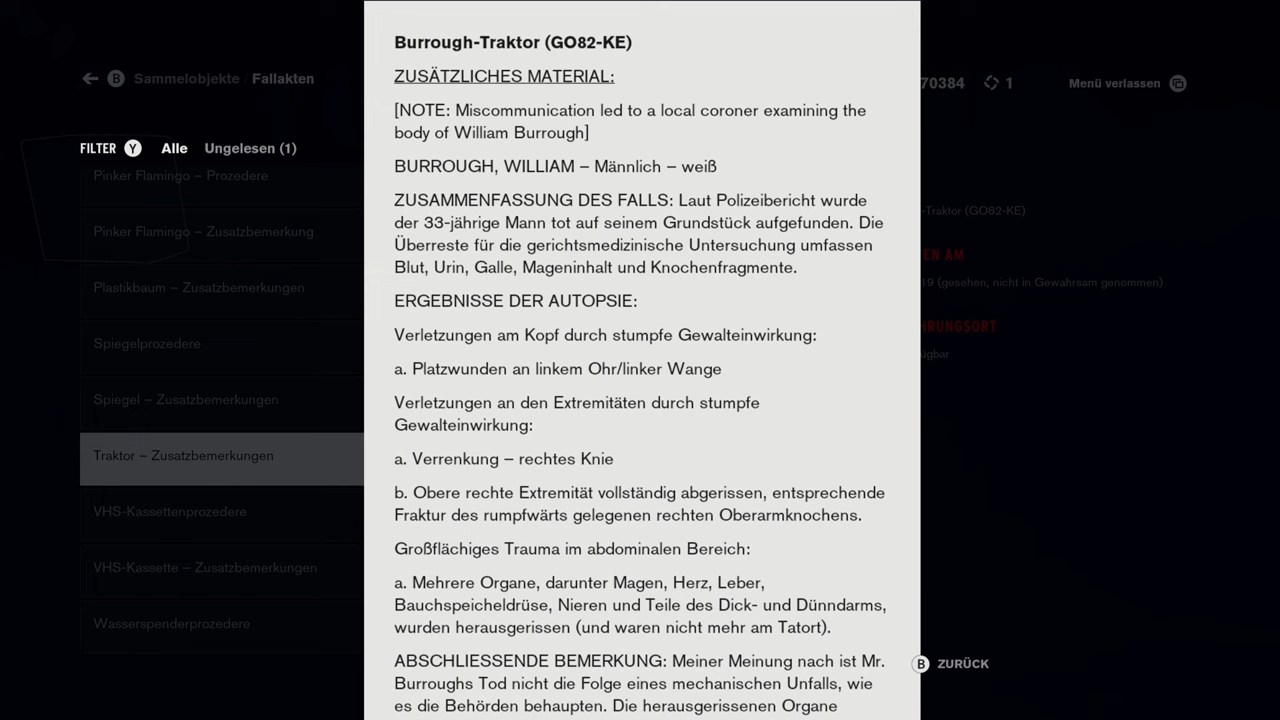 Burrough-Traktor (GO82-KE)
ZUSÄTZLICHES MATERIAL:
[NOTE: Miscommunication led to a local coroner examining the
body of William Burrough]
BURROUGH, WILLIAM – Männlich – weiß
ZUSAMMENFASSUNG DES FALLS: Laut Polizeibericht wurde
der 33-jährige Mann tot auf seinem Grundstück aufgefunden. Die
Überreste für die gerichtsmedizinische Untersuchung umfassen
Blut, Urin, Galle, Mageninhalt und Knochenfragmente.
ERGEBNISSE DER AUTOPSIE:
Verletzungen am Kopf durch stumpfe Gewalteinwirkung:
a. Platzwunden an linkem Ohr/linker Wange
Verletzungen an den Extremitäten durch stumpfe
Gewalteinwirkung:
a. Verrenkung – rechtes Knie
b. Obere rechte Extremität vollständig abgerissen, entsprechende
Fraktur des rumpfwärts gelegenen rechten Oberarmknochens.
Großflächiges Trauma im abdominalen Bereich:
a. Mehrere Organe, darunter Magen, Herz, Leber,
Bauchspeicheldrüse, Nieren und Teile des Dick- und Dünndarms,
wurden herausgerissen (und waren nicht mehr am Tatort).
ABSCHLIESSENDE BEMERKUNG: Meiner Meinung nach ist Mr.
Burroughs Tod nicht die Folge eines mechanischen Unfalls, wie
es die Behörden behaupten. Die herausgerissenen Organe
B Sammelobjekte / Fallakten
FILTER Y Alle Ungelesen (1)
Pinker Flamingo – Prozedere
Pinker Flamingo – Zusatzbemerkung
Plastikbaum – Zusatzbemerkungen
Spiegelprozedere
Spiegel – Zusatzbemerkungen
Traktor – Zusatzbemerkungen
VHS-Kassettenprozedere
VHS-Kassette – Zusatzbemerkungen
Wasserspenderprozedere
70384 1 Menü verlassen
-Traktor (GO82-KE)
EN AM
19 (gesehen, nicht in Gewahrsam genommen)
HRUNGSORT
ügbar
B ZURÜCK